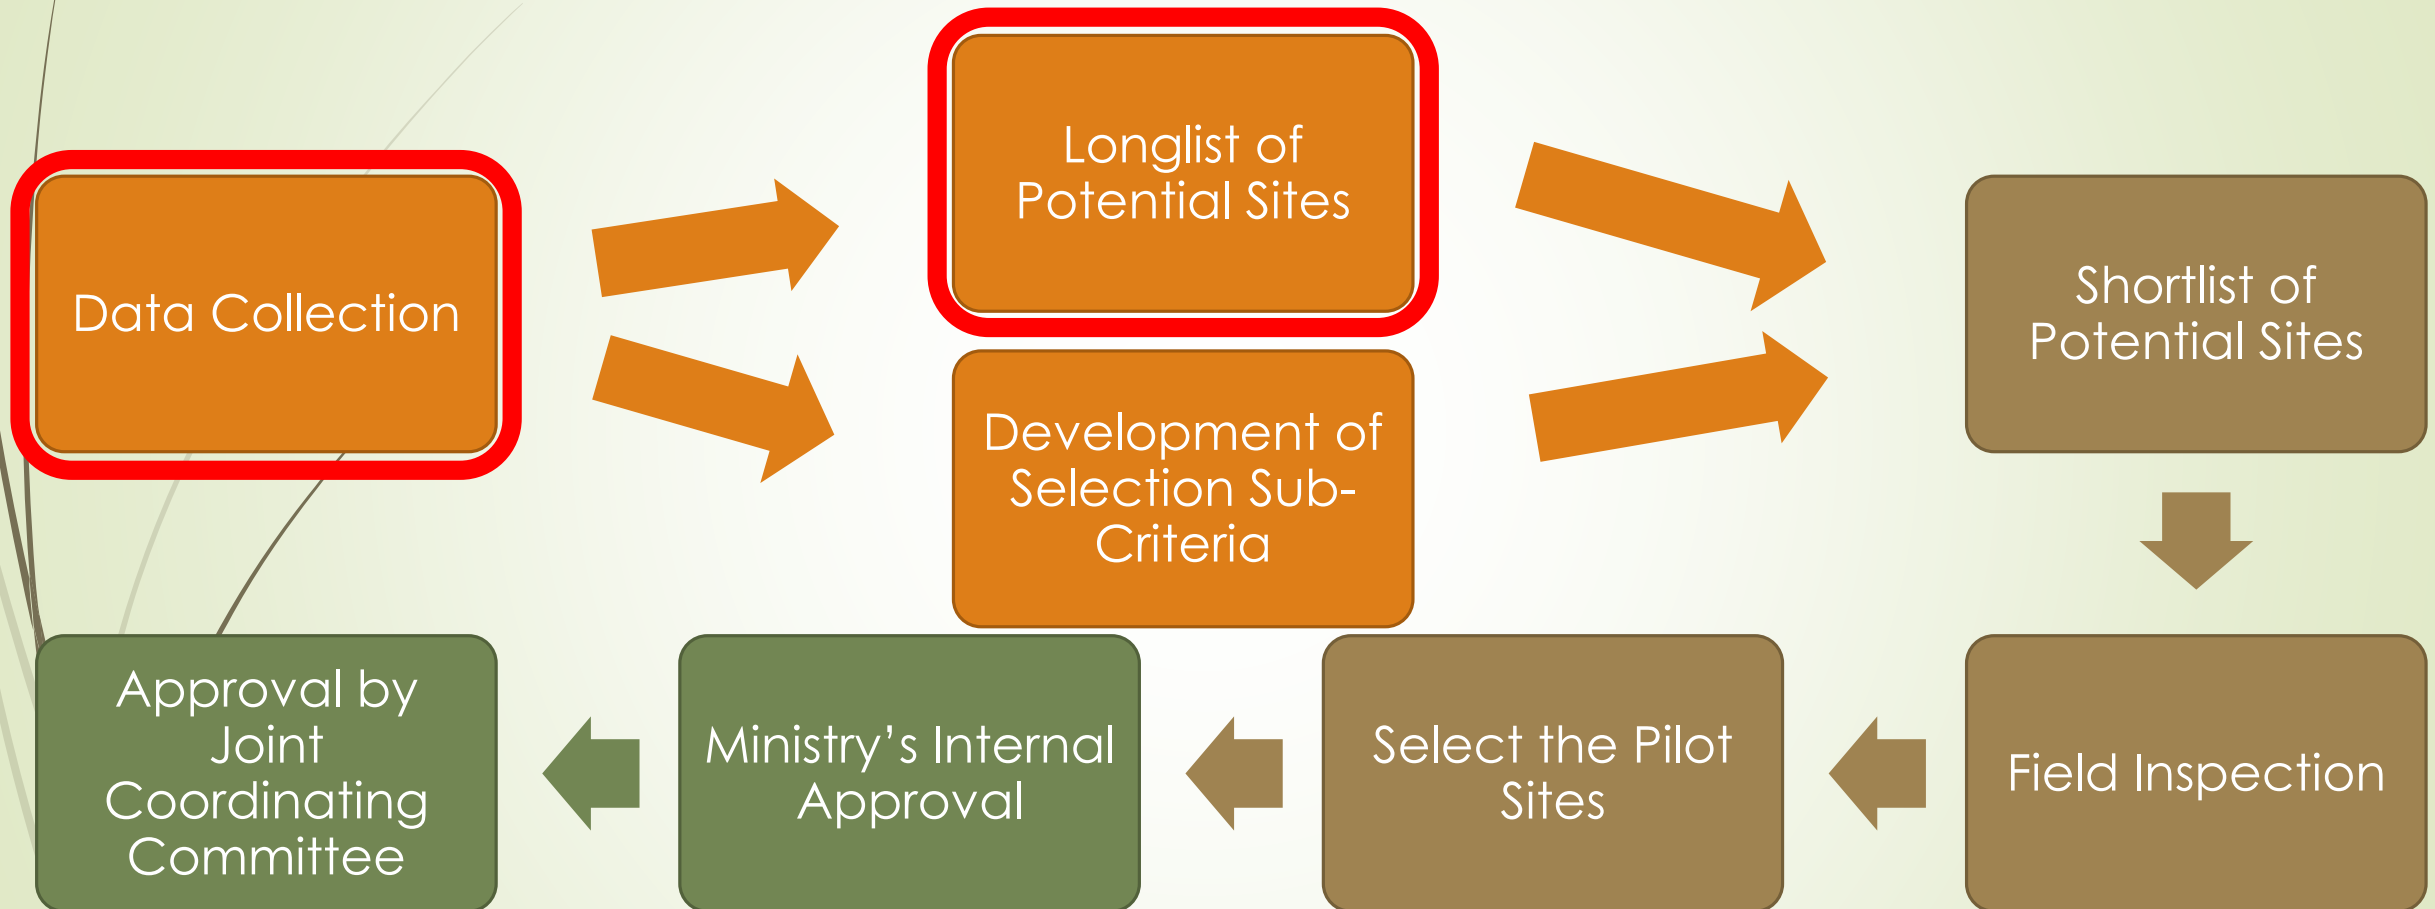 Data Collection
Longlist of
Potential Sites
Development of
Selection Sub-
Criteria
Shortlist of
Potential Sites
Field Inspection
Select the Pilot
Sites
Ministry’s Internal
Approval
Approval by
Joint
Coordinating
Committee